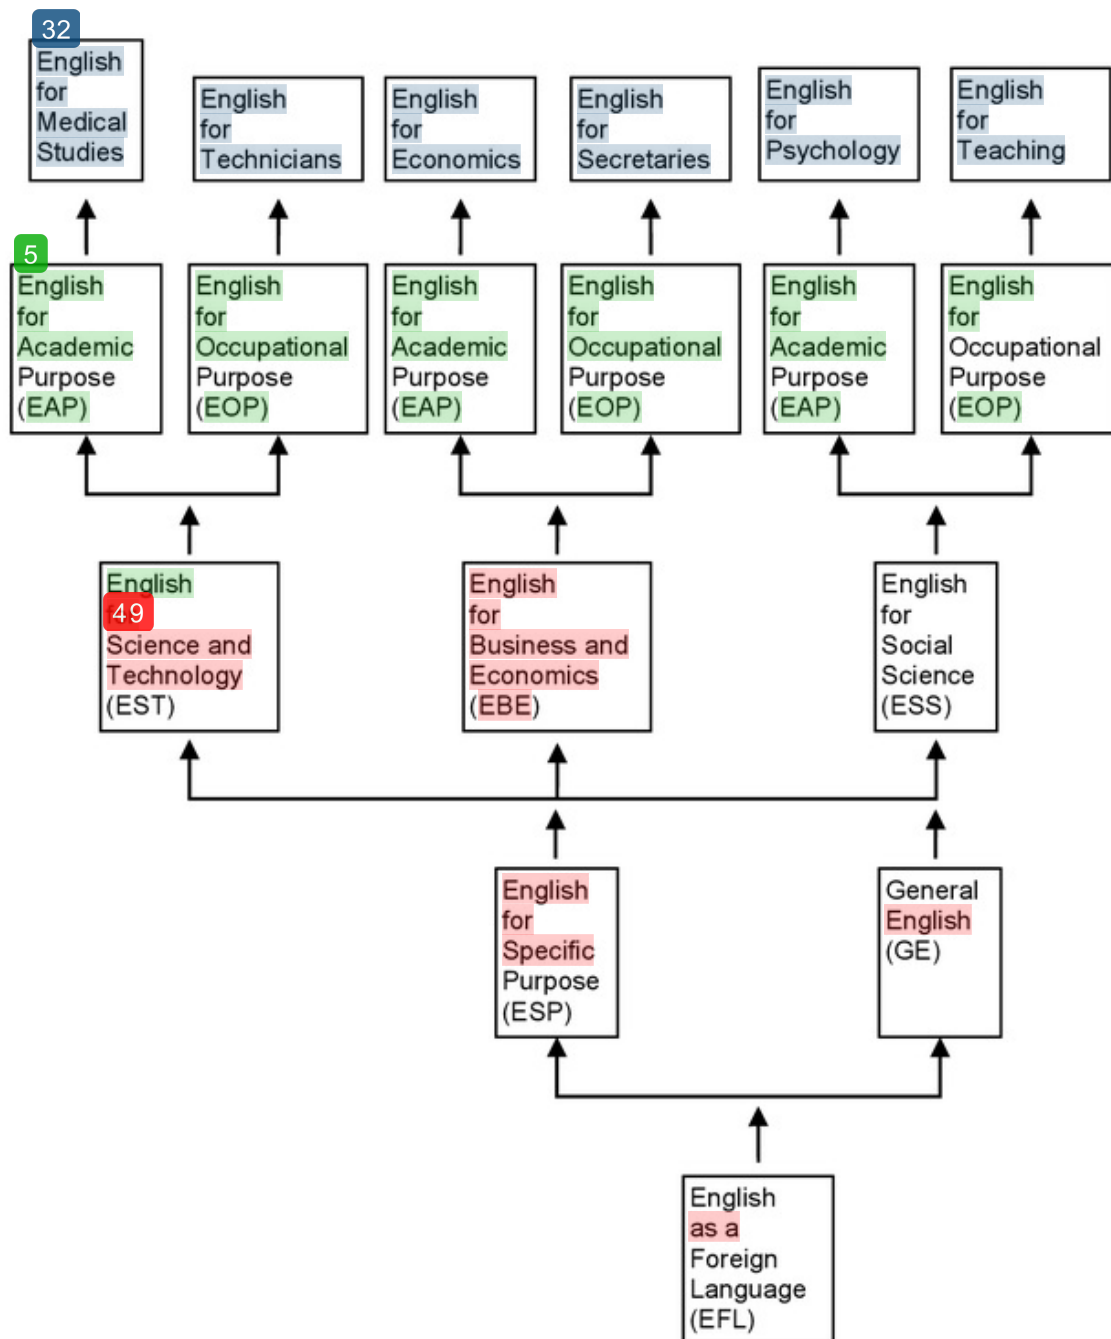 32
English
for
Medical
Studies
English
for
Technicians
English
for
Economics
English
for
Secretaries
English
for
Psychology
English
for
Teaching
5
English
for
Academic
Purpose
(EAP)
English
for
Occupational
Purpose
(EOP)
English
for
Academic
Purpose
(EAP)
English
for
Occupational
Purpose
(EOP)
English
for
Academic
Purpose
(EAP)
English
for
Occupational
Purpose
(EOP)
English
for
49
Science and
Technology
(EST)
English
for
Business and
Economics
(EBE)
English
for
Social
Science
(ESS)
English
for
Specific
Purpose
(ESP)
General
English
(GE)
English
as a
Foreign
Language
(EFL)